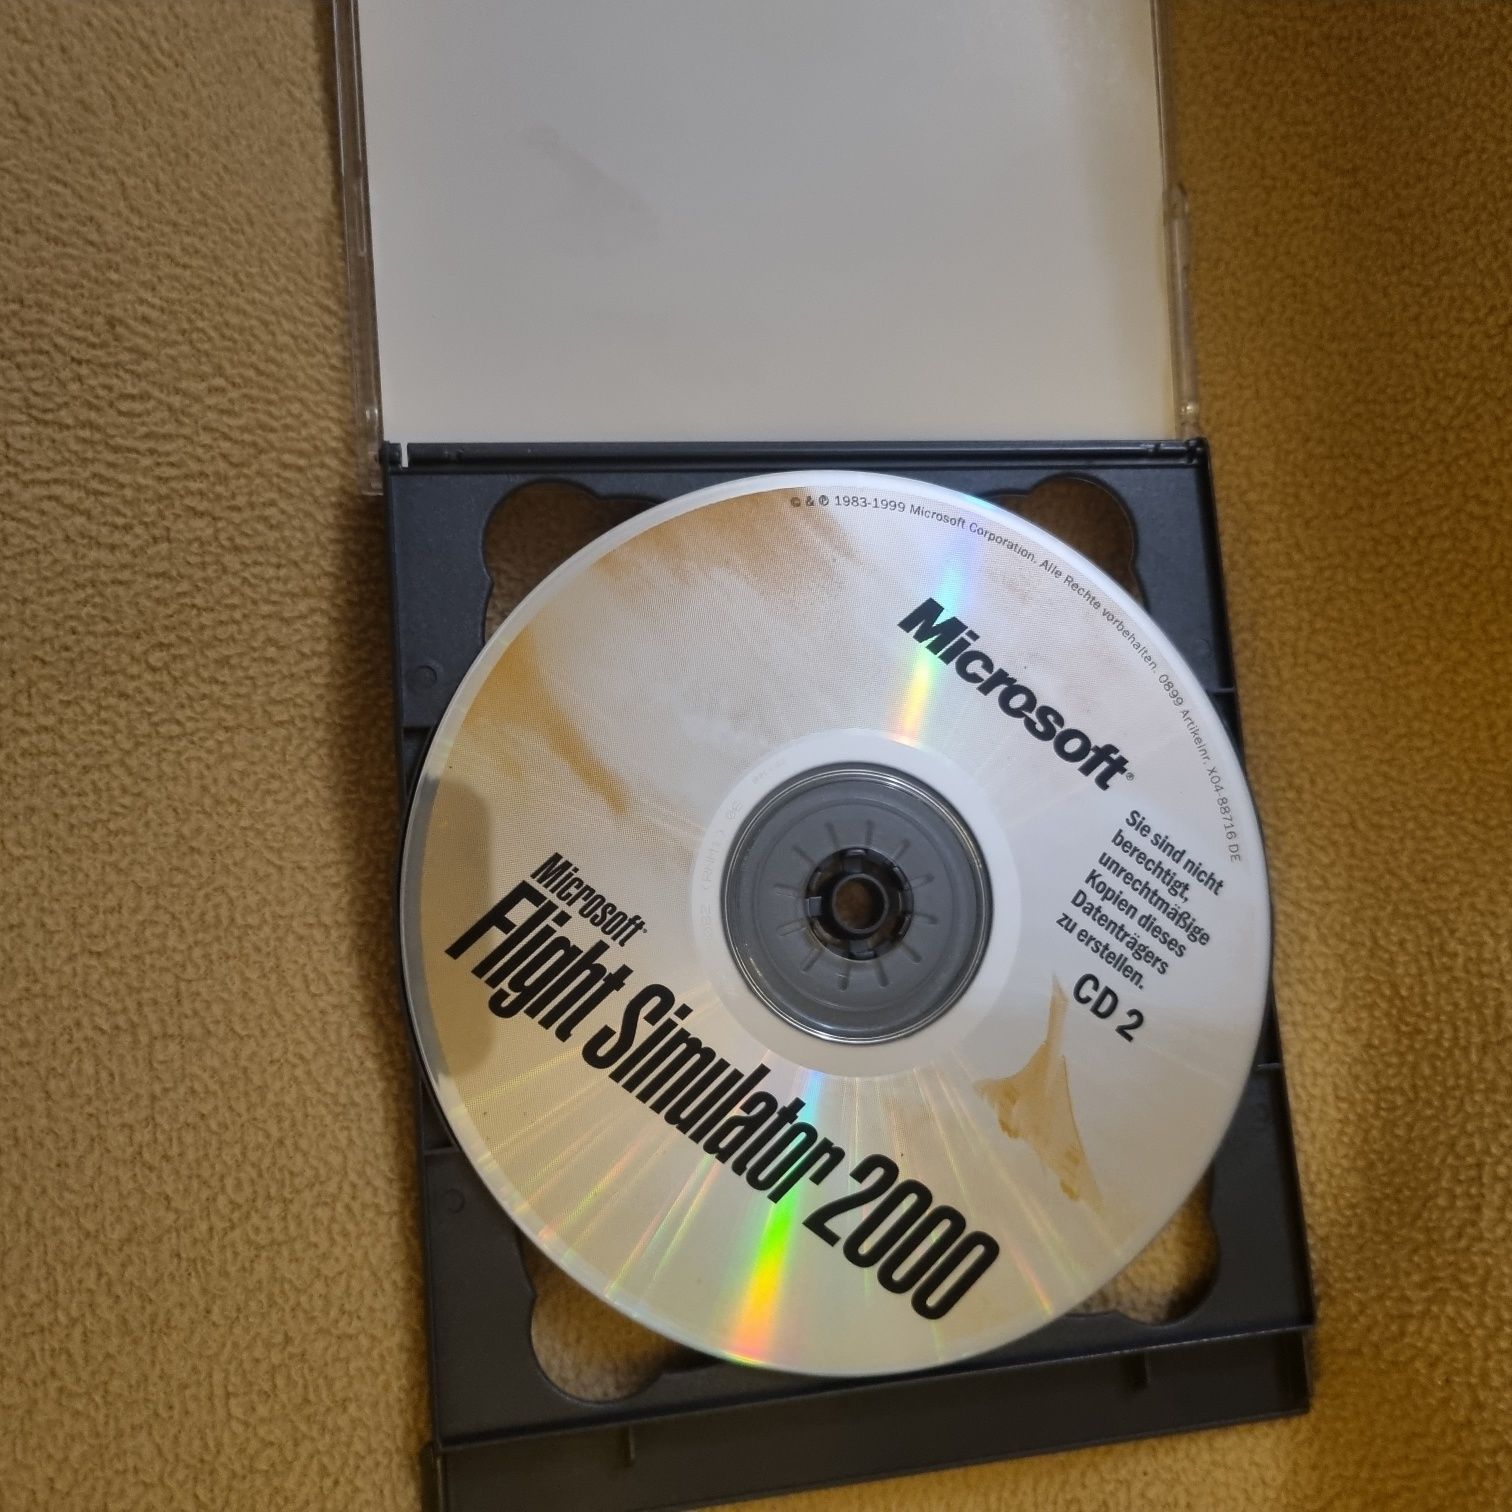 © & ℗ 1983-1999 Microsoft Corporation. Alle Rechte vorbehalten. 0899 Artikelnr. X04-88716 DE
Microsoft®
Sie sind nicht
berechtigt,
unrechtmäßige
Kopien dieses
Datenträgers
zu erstellen.
CD 2
Microsoft
Flight Simulator 2000